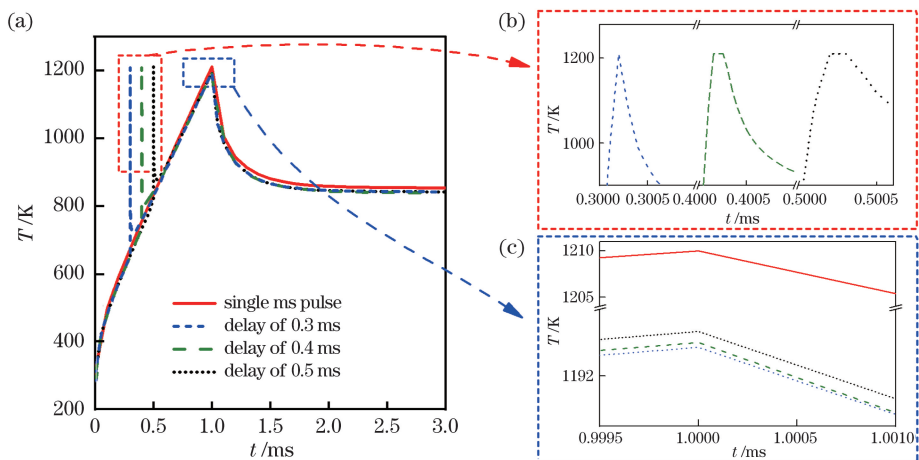 (a)
T /K
1200
1000
800
600
400
200
0
0.5
1.0
1.5
2.0
2.5
3.0
t /ms
single ms pulse
delay of 0.3 ms
delay of 0.4 ms
delay of 0.5 ms
(b)
T /K
1200
900
0.3000
0.3005
0.4000
0.4005
0.5000
0.5005
t /ms
(c)
T /K
1210
1205
1192
0.9995
1.0000
1.0005
1.0010
t /ms